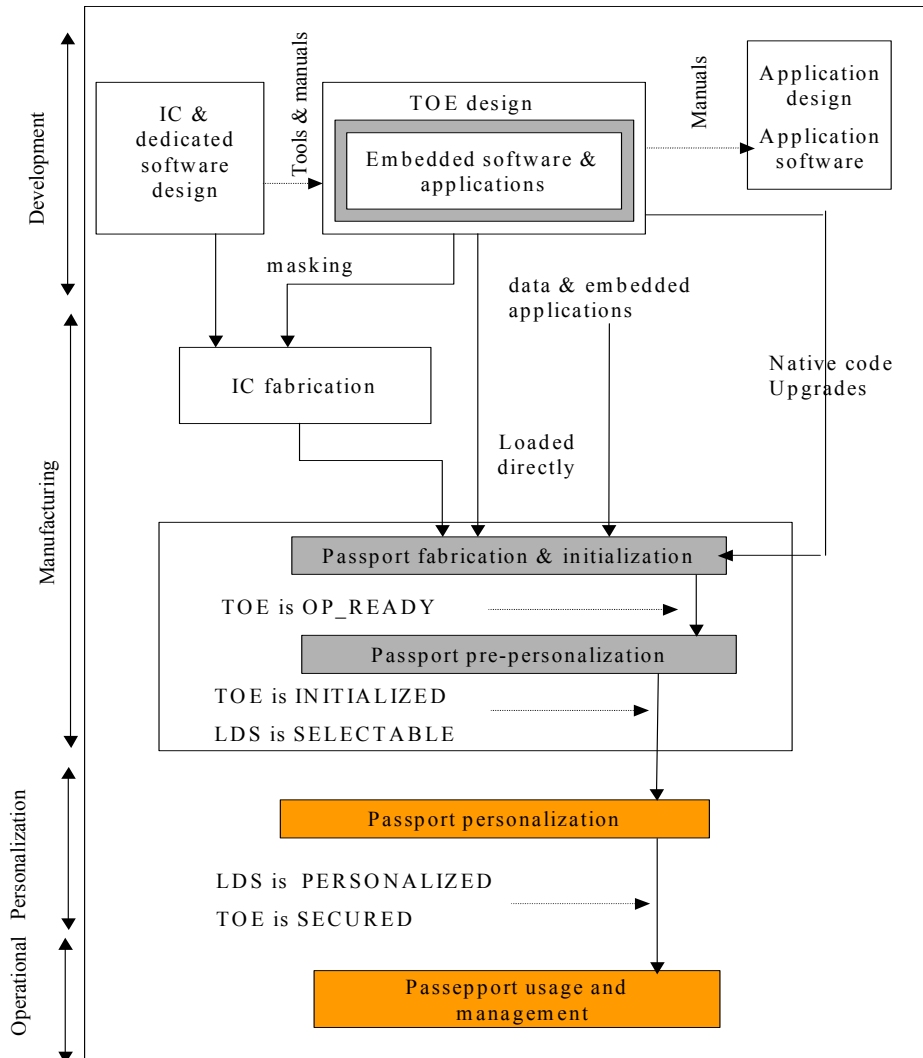 Development
IC &
dedicated
software
design
Tools & manuals
TOE design
Embedded software &
applications
Manuals
Application
design
Application
software
masking
data & embedded
applications
Manufacturing
IC fabrication
Native code
Upgrades
Loaded
directly
Passport fabrication & initialization
TOE is OP_READY
Passport pre-personalization
TOE is INITIALIZED
LDS is SELECTABLE
Personalization
Passport personalization
LDS is PERSONALIZED
TOE is SECURED
Operational
Passepport usage and
management